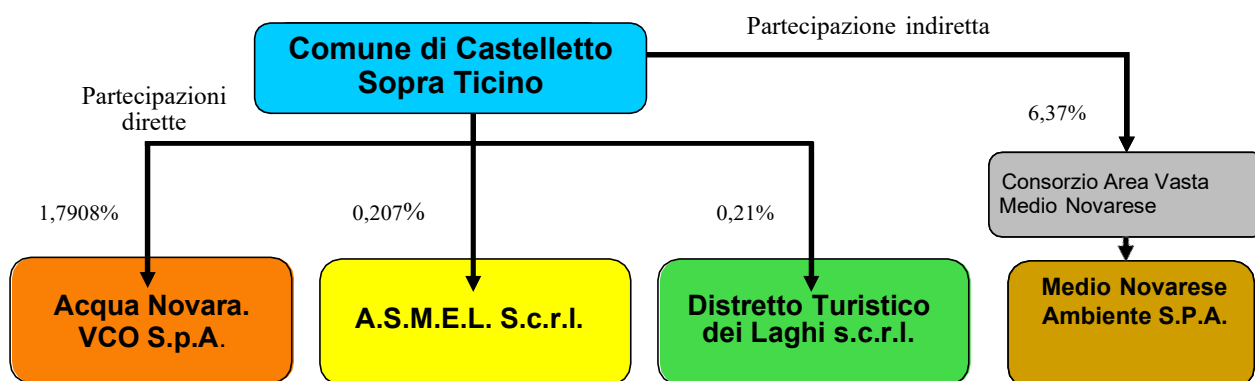 Comune di Castelletto
Sopra Ticino
Partecipazione indiretta
Partecipazioni
dirette
6,37%
Consorzio Area Vasta
Medio Novarese
1,7908%
0,207%
0,21%
Acqua Novara.
VCO S.p.A.
A.S.M.E.L. S.c.r.l.
Distretto Turistico
dei Laghi s.c.r.l.
Medio Novarese
Ambiente S.P.A.